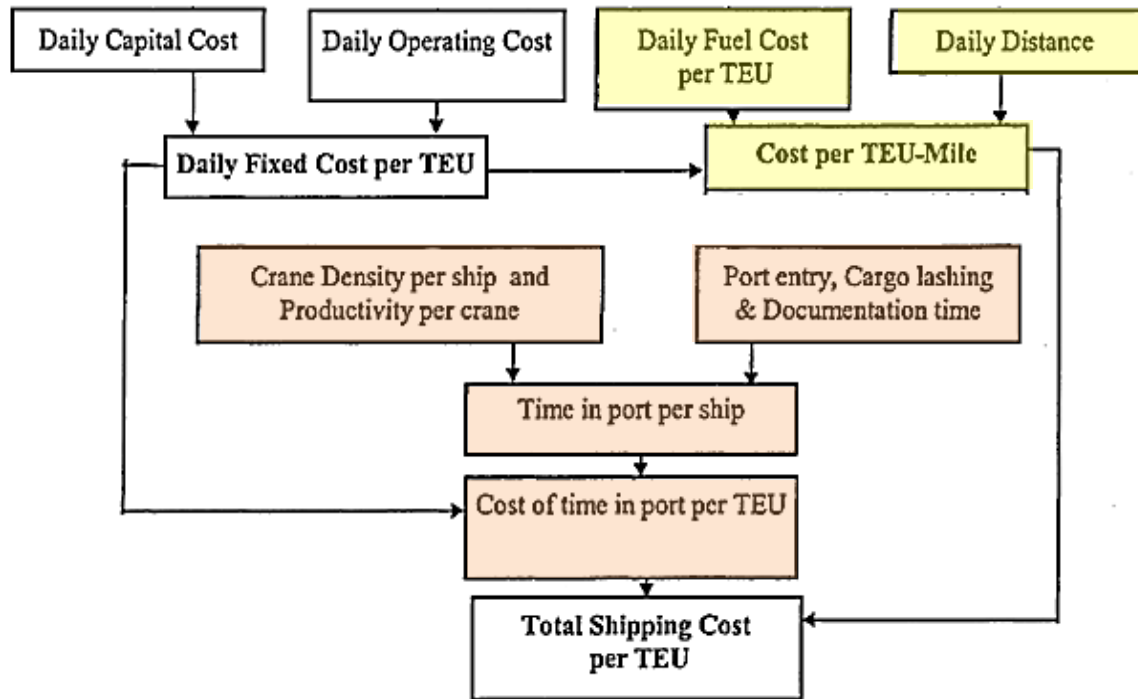 Daily Capital Cost
Daily Operating Cost
Daily Fuel Cost
per TEU
Daily Distance
Daily Fixed Cost per TEU
Cost per TEU-Mile
Crane Density per ship and
Productivity per crane
Port entry, Cargo lashing
& Documentation time
Time in port per ship
Cost of time in port per TEU
Total Shipping Cost
per TEU